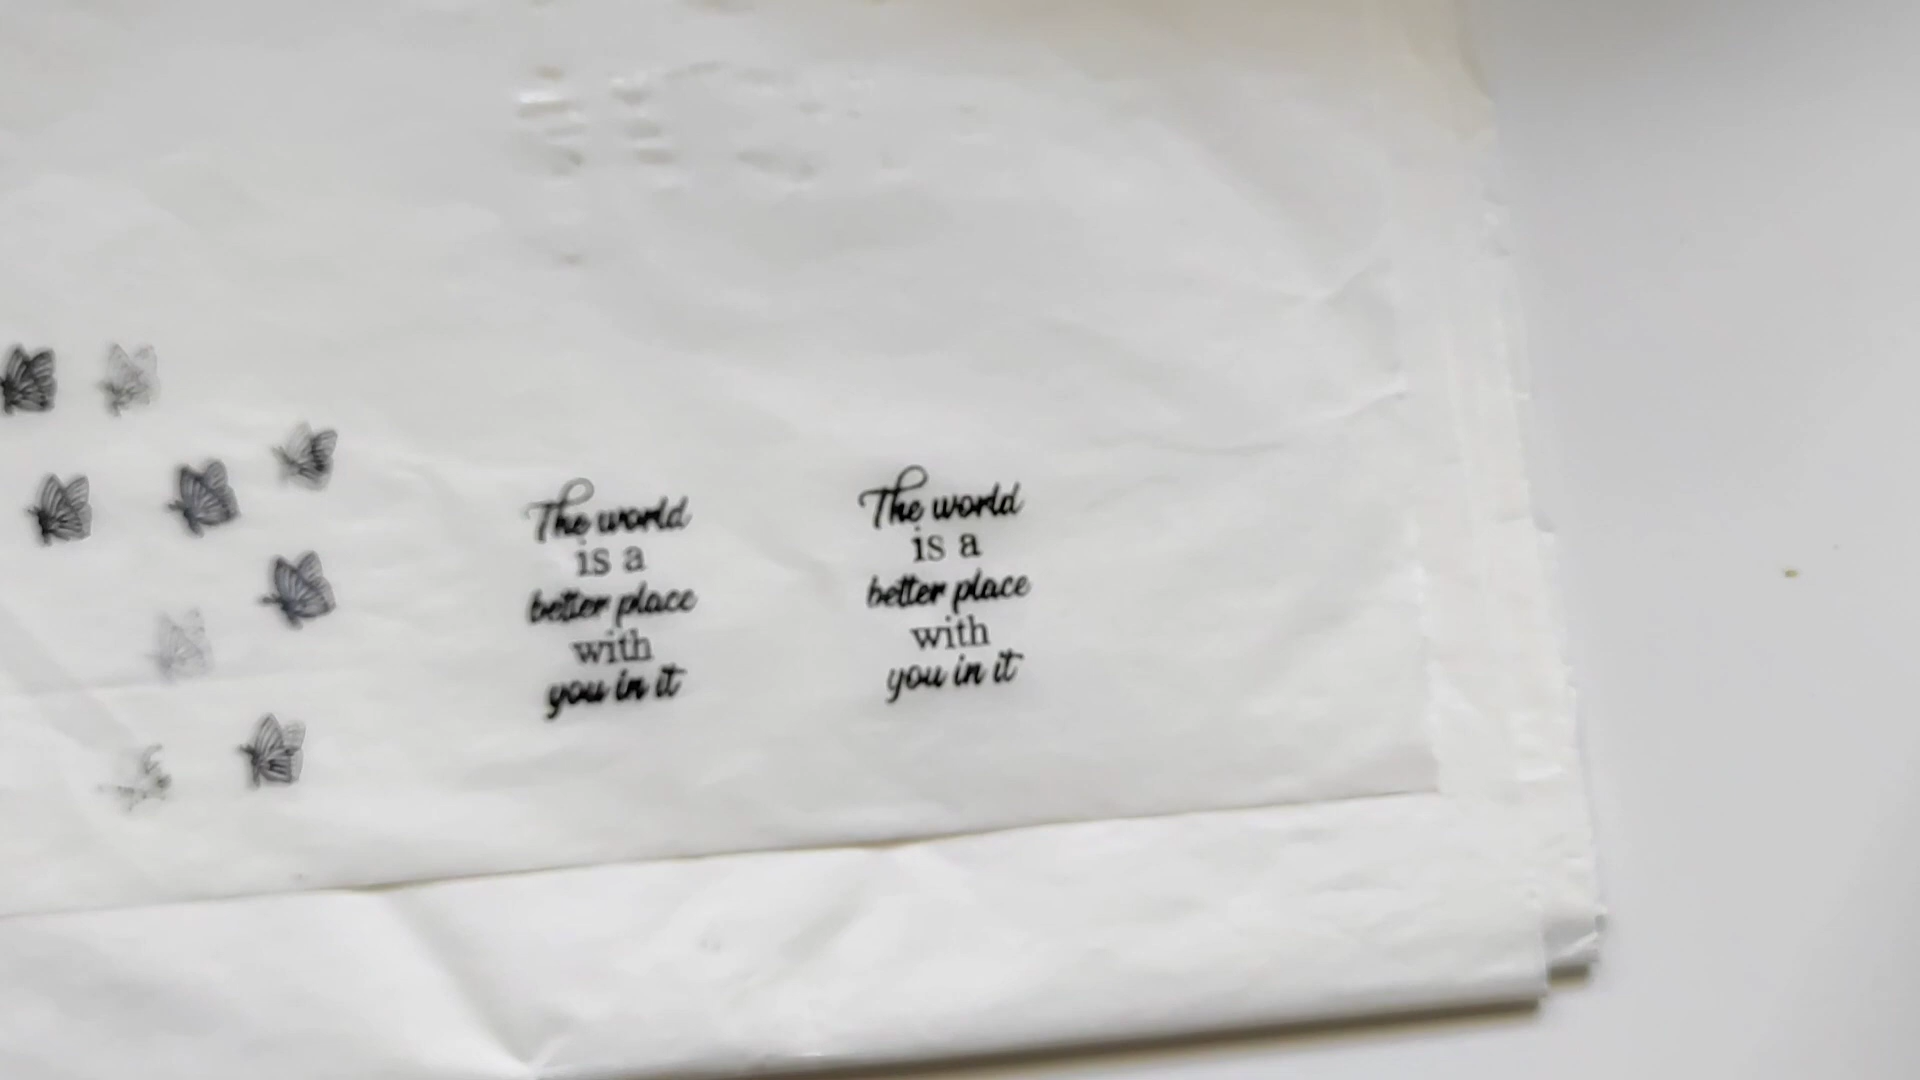 The world
is a
better place
with
you in it
The world
is a
better place
with
you in it